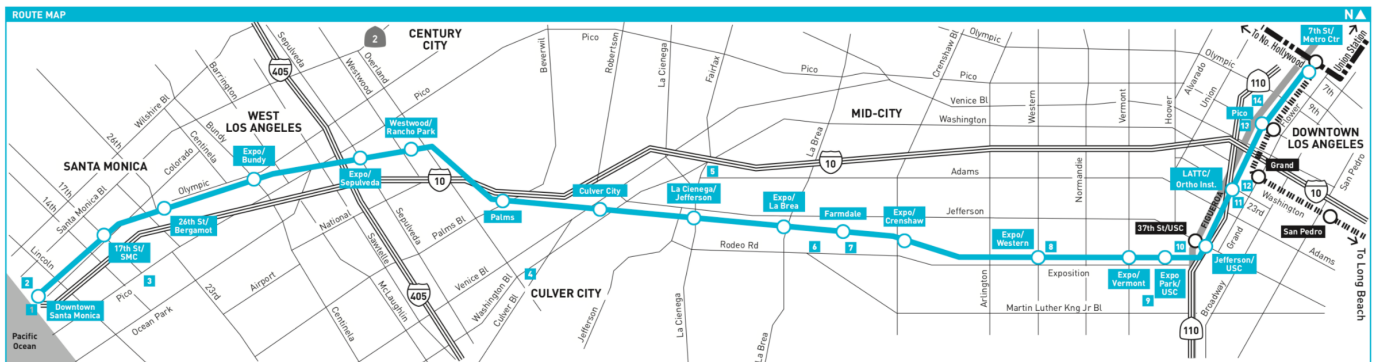 ROUTE MAP
N
2
CENTURY
CITY
405
Sepulveda
Overland
Westwood
Pico
Beverwil
Robertson
La Cienega
Fairfax
Crenshaw Bl
Olympic
Pico
Pico
Venice Bl
Washington
Western
Vermont
Hoover
Alvarado
Union
Olympic
110
To No. Hollywood
Union Station
7th St/
Metro Ctr
7th
9th
Flower
14
Pico
13
DOWNTOWN
LOS ANGELES
San Pedro
Grand
10
Barrington
Wilshire Bl
Bundy
Centinela
Colorado
26th
WEST
LOS ANGELES
Expo/
Bundy
Westwood/
Rancho Park
Expo/
Sepulveda
MID-CITY
La Brea
10
Adams
Normandie
LATTC/
Ortho Inst.
12
11
23rd
Washington
San Pedro
Adams
To Long Beach
SANTA MONICA
17th
14th
Santa Monica Bl
Lincoln
Olympic
26th St/
Bergamot
17th St/
SMC
National
Sawtelle
Sepulveda
Palms Bl
10
Palms
Culver City
5
La Cienega/
Jefferson
Expo/
La Brea
Farmdale
Expo/
Crenshaw
Jefferson
FIGUEROA
37th St/USC
10
Jefferson/
USC
Grand
Broadway
110
2
1
Downtown
Santa Monica
3
Pico
Ocean Park
23rd
Airport
Centinela
McLaughlin
405
Venice Bl
Washington Bl
Culver Bl
4
CULVER CITY
Jefferson
La Cienega
La Brea
Rodeo Rd
6
7
Arlington
Expo/
Western
8
Exposition
Expo/
Vermont
Expo
Park/
USC
9
Martin Luther Kng Jr Bl
Pacific
Ocean